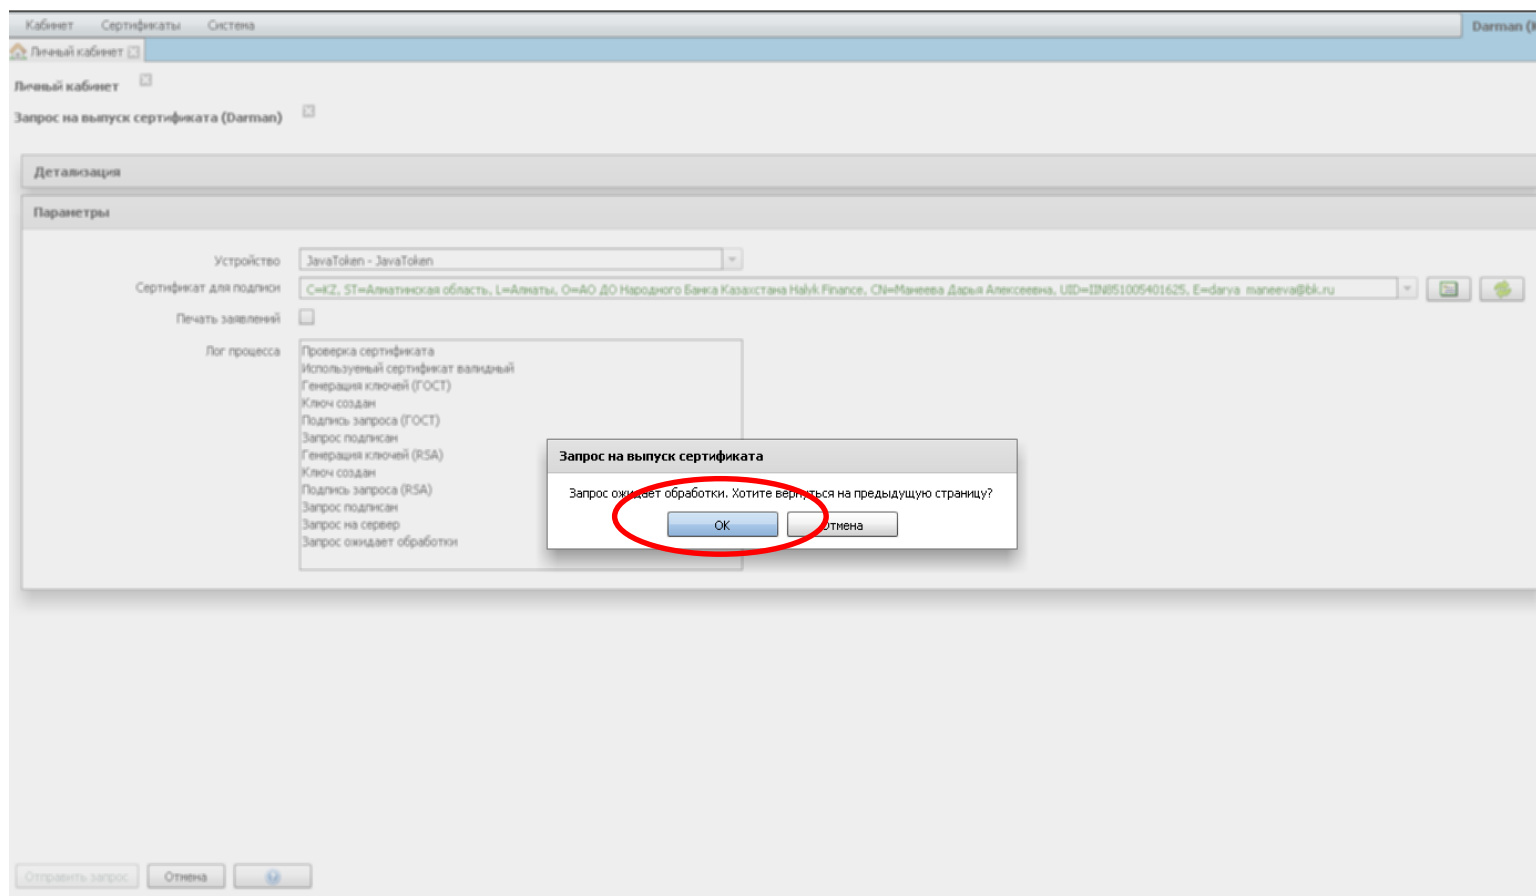 Кабинет Сертификаты Система Darman (
Личный кабинет
Личный кабинет
Запрос на выпуск сертификата (Darman)
Детализация
Параметры
Устройство JavaToken - JavaToken
Сертификат для подписи C=KZ, ST=Алматинская область, L=Алматы, O=АО ДО Народного Банка Казахстана Halyk Finance, CN=Манеева Дарья Алексеевна, UID=IIN851005401625, E=darya_maneeva@bk.ru
Печать заявлений
Лог процесса
Проверка сертификата
Используемый сертификат валидный
Генерация ключей (ГОСТ)
Ключ создан
Подпись запроса (ГОСТ)
Запрос подписан
Генерация ключей (RSA)
Ключ создан
Подпись запроса (RSA)
Запрос подписан
Запрос на сервер
Запрос ожидает обработки
Запрос на выпуск сертификата
Запрос ожидает обработки. Хотите вернуться на предыдущую страницу?
OK Отмена
Отправить запрос Отмена